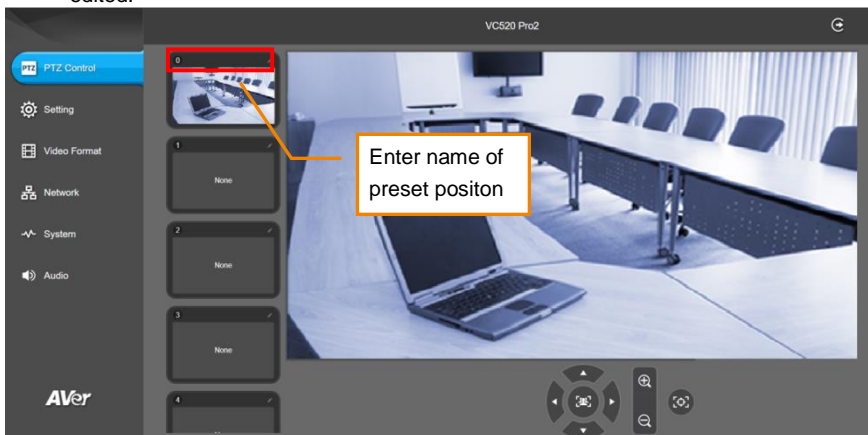 VC520 Pro2
PTZ PTZ Control
Setting
Video Format
Network
System
Audio
AVer
0
1
None
2
None
3
None
4
Enter name of
preset positon